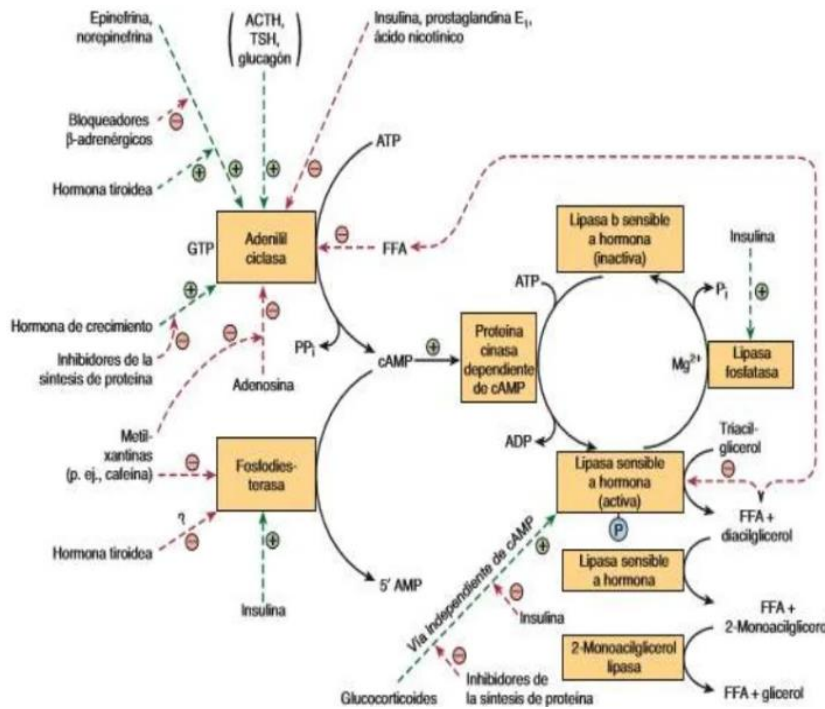 Epinefrina,
norepinefrina
( ACTH,
TSH,
glucagón )
Insulina, prostaglandina E₁,
ácido nicotínico
Bloqueadores
β-adrenérgicos
Hormona tiroidea
ATP
GTP
Adenilil
ciclasa
FFA
Hormona de crecimiento
Inhibidores de la
síntesis de proteína
Adenosina
PPᵢ
cAMP
Metil-
xantinas
(p. ej., cafeína)
Fosfodies-
terasa
?
Hormona tiroidea
Insulina
5′ AMP
Proteína
cinasa
dependiente
de cAMP
ATP
ADP
Lipasa b sensible
a hormona
(inactiva)
Pᵢ
Insulina
Mg²⁺
Lipasa
fosfatasa
Lipasa sensible
a hormona
(activa)
P
Triacil-
glicerol
FFA +
diacilglicerol
Lipasa sensible
a hormona
FFA +
2-Monoacilglicerol
2-Monoacilglicerol
lipasa
FFA + glicerol
Vía independiente de cAMP
Insulina
Inhibidores de
la síntesis de proteína
Glucocorticoides